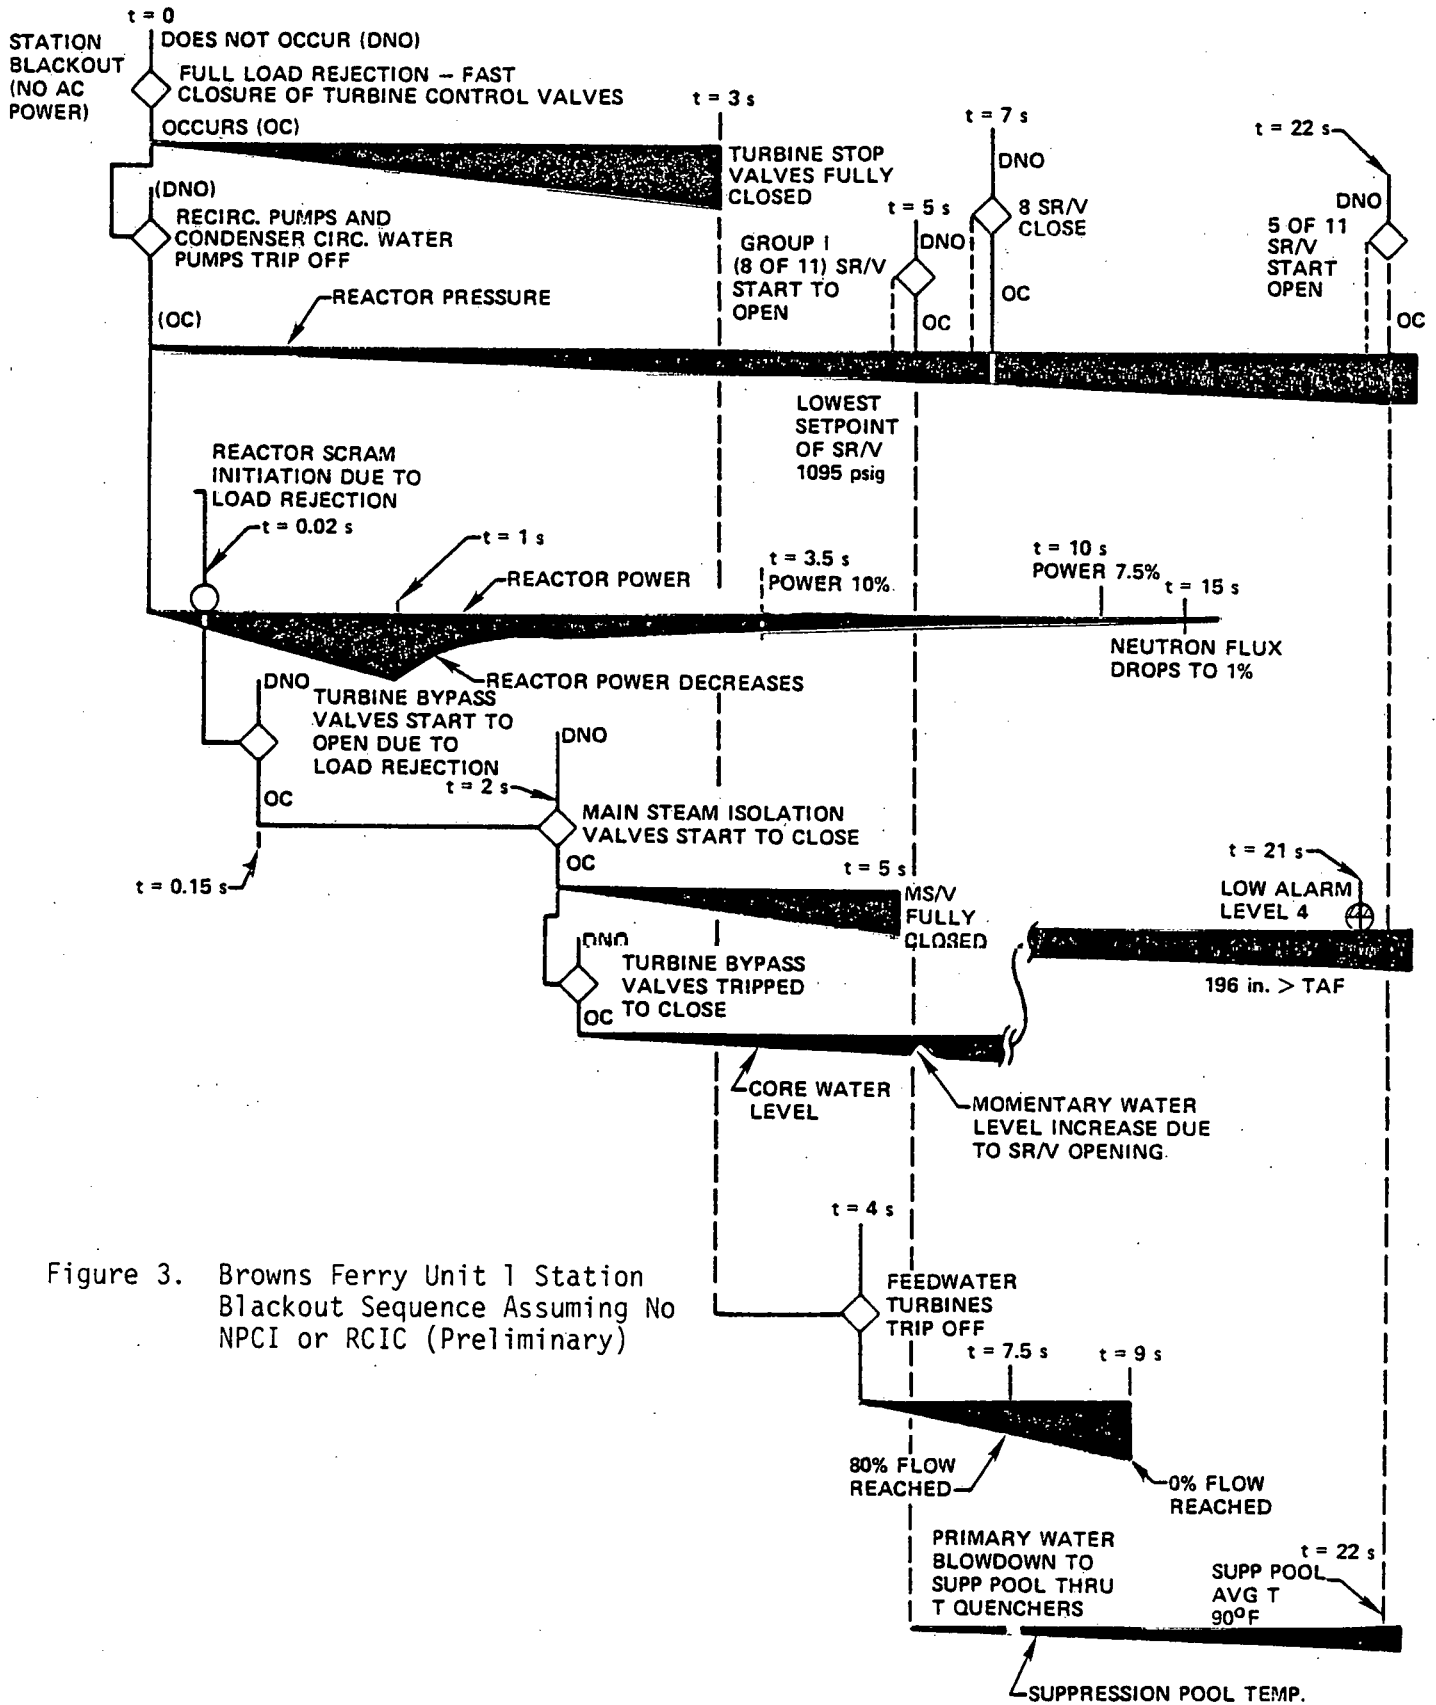 t = 0
STATION
BLACKOUT
(NO AC
POWER)
DOES NOT OCCUR (DNO)
FULL LOAD REJECTION – FAST
CLOSURE OF TURBINE CONTROL VALVES
OCCURS (OC)
t = 3 s
TURBINE STOP
VALVES FULLY
CLOSED
t = 7 s
DNO
8 SR/V
CLOSE
OC
t = 22 s
DNO
5 OF 11
SR/V
START
OPEN
OC
(DNO)
RECIRC. PUMPS AND
CONDENSER CIRC. WATER
PUMPS TRIP OFF
(OC)
t = 5 s
GROUP I
(8 OF 11) SR/V
START TO
OPEN
DNO
OC
REACTOR PRESSURE
LOWEST
SETPOINT
OF SR/V
1095 psig
REACTOR SCRAM
INITIATION DUE TO
LOAD REJECTION
t = 0.02 s
t = 1 s
REACTOR POWER
t = 3.5 s
POWER 10%
t = 10 s
POWER 7.5%
t = 15 s
NEUTRON FLUX
DROPS TO 1%
REACTOR POWER DECREASES
DNO
TURBINE BYPASS
VALVES START TO
OPEN DUE TO
LOAD REJECTION
OC
t = 0.15 s
t = 2 s
DNO
MAIN STEAM ISOLATION
VALVES START TO CLOSE
OC
t = 5 s
MS/V
FULLY
CLOSED
t = 21 s
LOW ALARM
LEVEL 4
196 in. > TAF
DNO
TURBINE BYPASS
VALVES TRIPPED
TO CLOSE
OC
CORE WATER
LEVEL
MOMENTARY WATER
LEVEL INCREASE DUE
TO SR/V OPENING
t = 4 s
FEEDWATER
TURBINES
TRIP OFF
t = 7.5 s
t = 9 s
80% FLOW
REACHED
0% FLOW
REACHED
Figure 3. Browns Ferry Unit 1 Station
Blackout Sequence Assuming No
NPCI or RCIC (Preliminary)
PRIMARY WATER
BLOWDOWN TO
SUPP POOL THRU
T QUENCHERS
t = 22 s
SUPP POOL
AVG T
90°F
SUPPRESSION POOL TEMP.